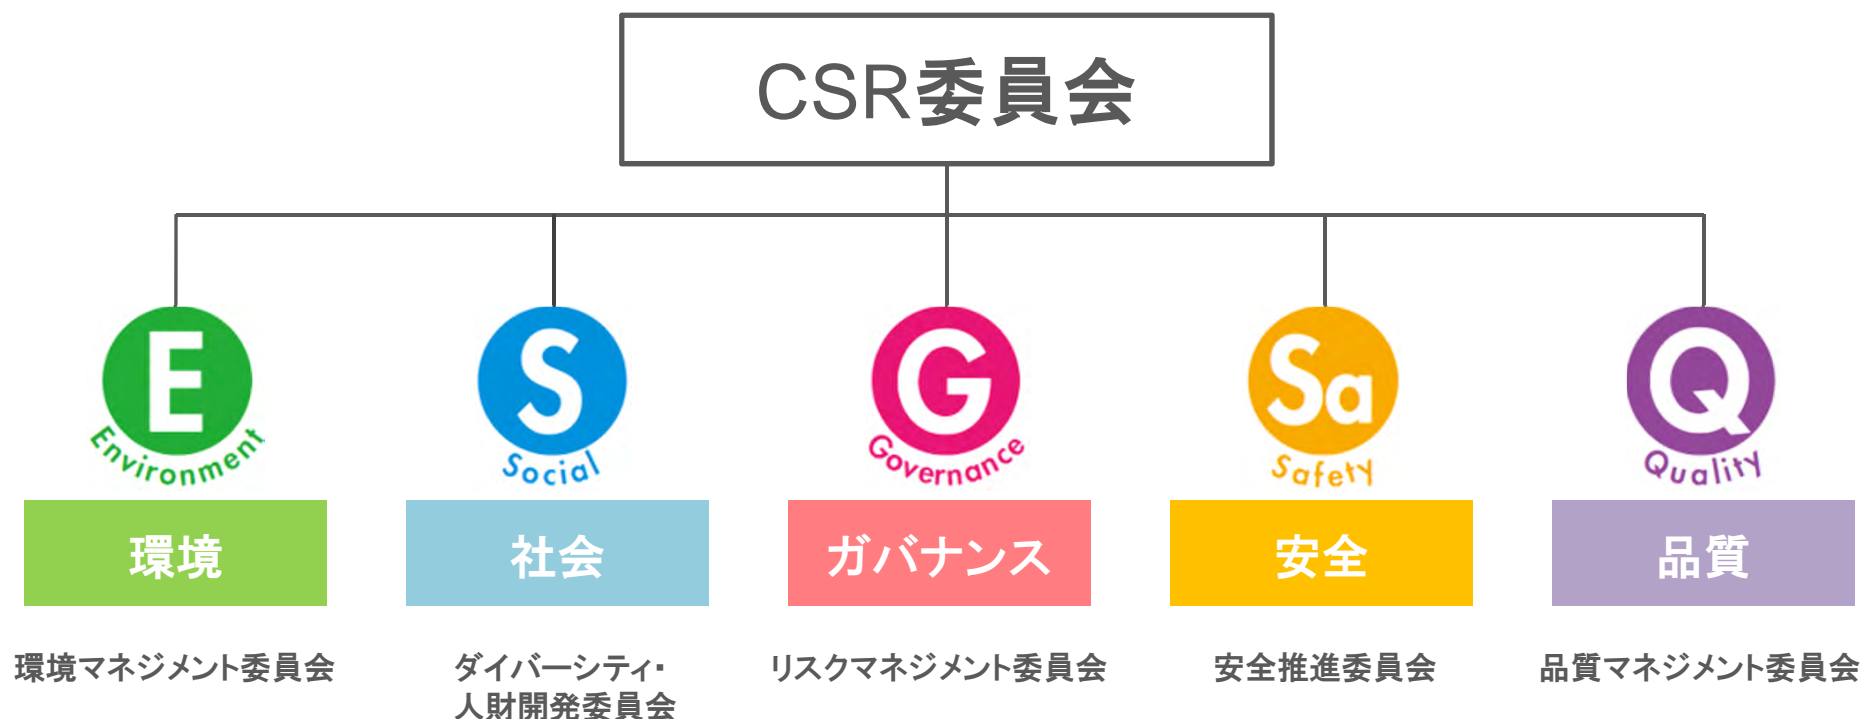 CSR委員会
E
Environment
S
Social
G
Governance
Sa
Safety
Q
Quality
環境
社会
ガバナンス
安全
品質
環境マネジメント委員会
ダイバーシティ・
人財開発委員会
リスクマネジメント委員会
安全推進委員会
品質マネジメント委員会